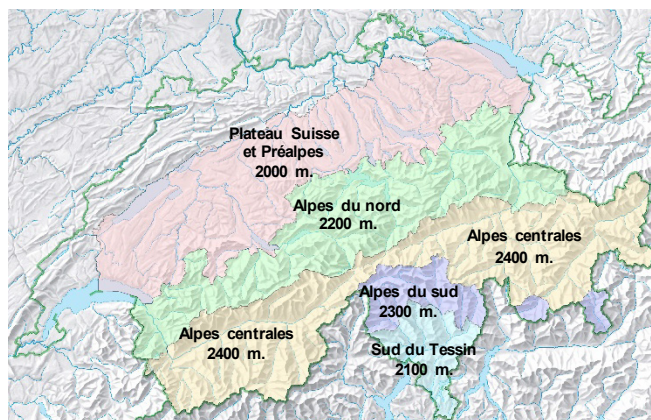 Plateau Suisse
et Préalpes
2000 m.
Alpes du nord
2200 m.
Alpes centrales
2400 m.
Alpes du sud
2300 m.
Alpes centrales
2400 m.
Sud du Tessin
2100 m.